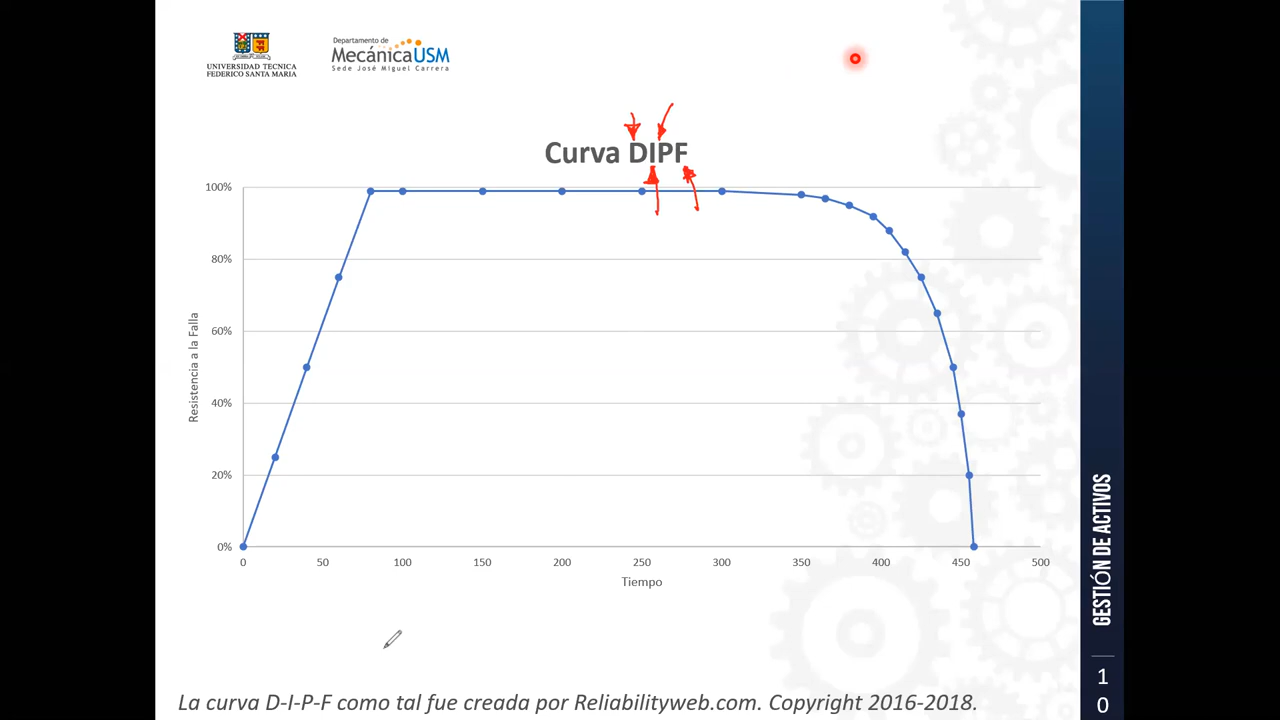 UNIVERSIDAD TECNICA
FEDERICO SANTA MARIA
Departamento de
MecánicaUSM
Sede José Miguel Carrera
Curva DIPF
100%
80%
60%
40%
20%
0%
Resistencia a la Falla
0 50 100 150 200 250 300 350 400 450 500
Tiempo
La curva D-I-P-F como tal fue creada por Reliabilityweb.com. Copyright 2016-2018.
GESTIÓN DE ACTIVOS
1
0